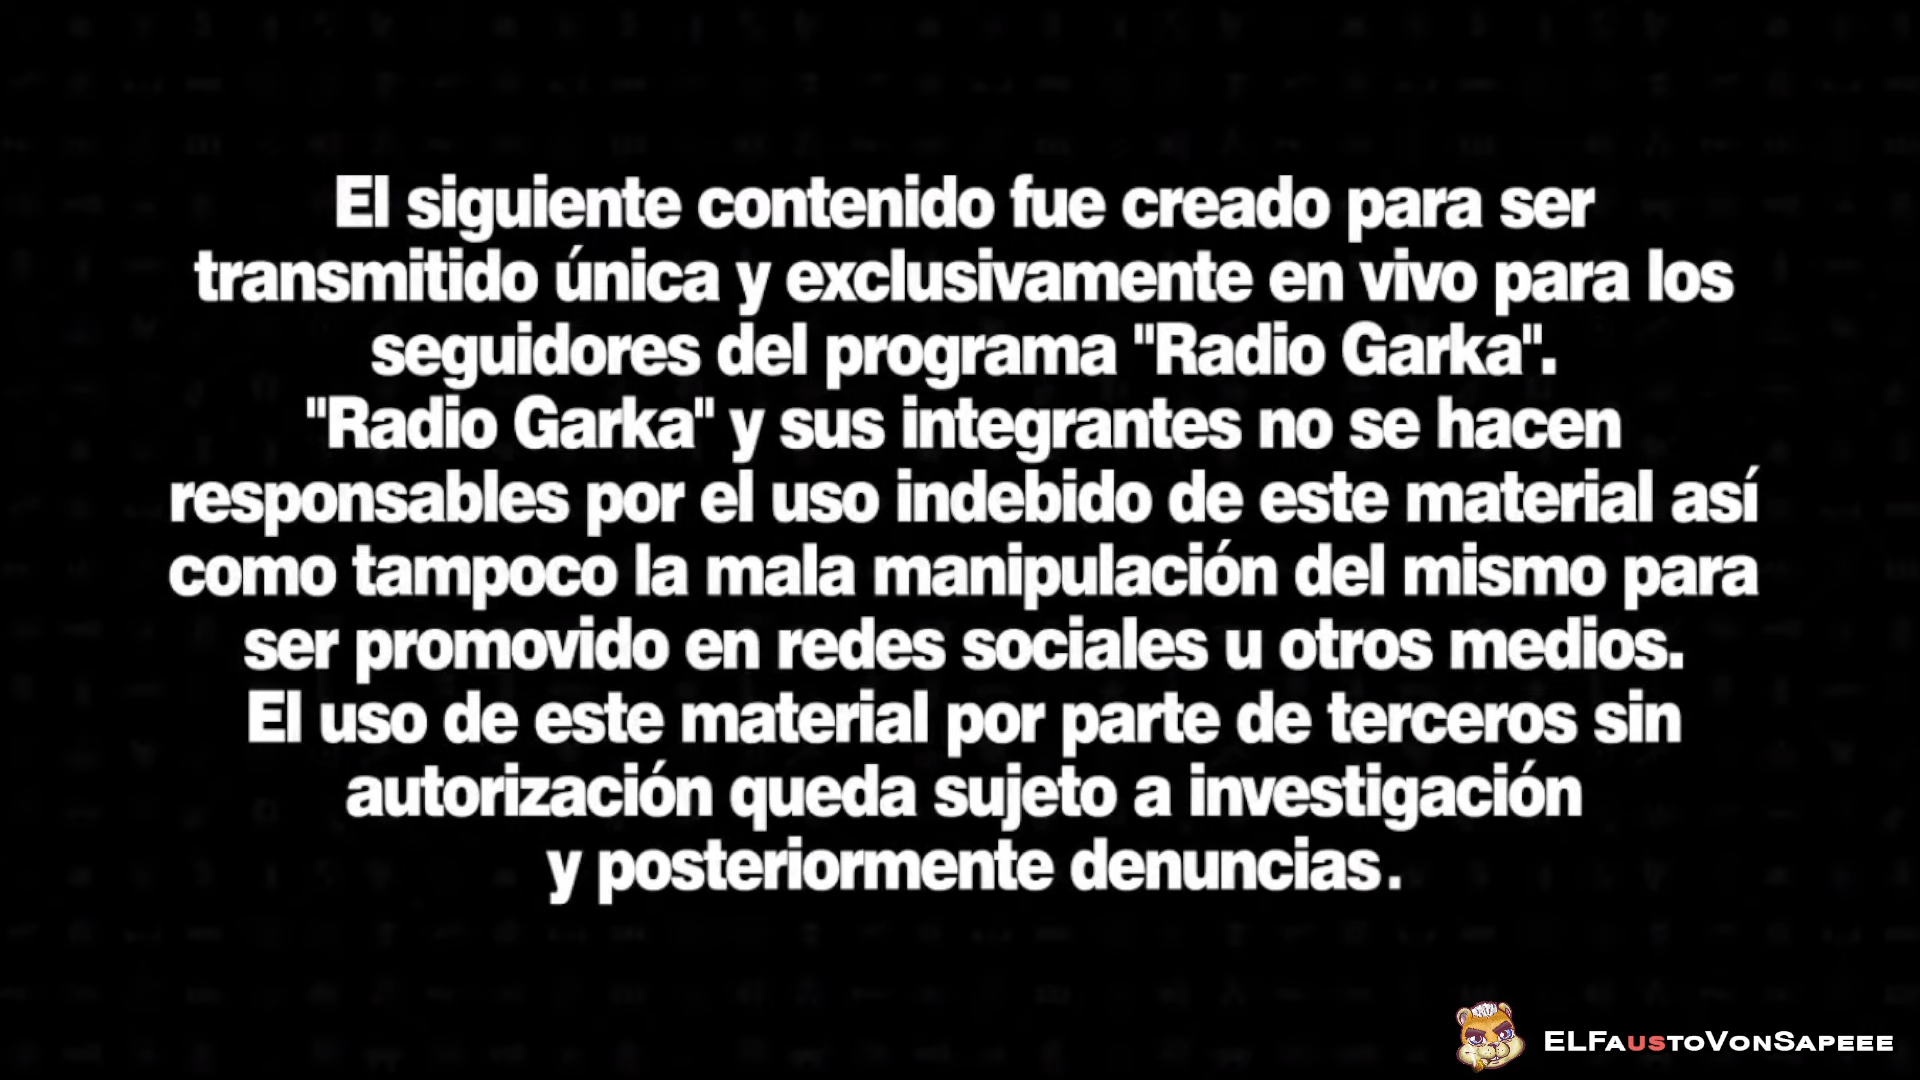 El siguiente contenido fue creado para ser
transmitido única y exclusivamente en vivo para los
seguidores del programa "Radio Garka".
"Radio Garka" y sus integrantes no se hacen
responsables por el uso indebido de este material así
como tampoco la mala manipulación del mismo para
ser promovido en redes sociales u otros medios.
El uso de este material por parte de terceros sin
autorización queda sujeto a investigación
y posteriormente denuncias.
ELFaustoVonSapeee